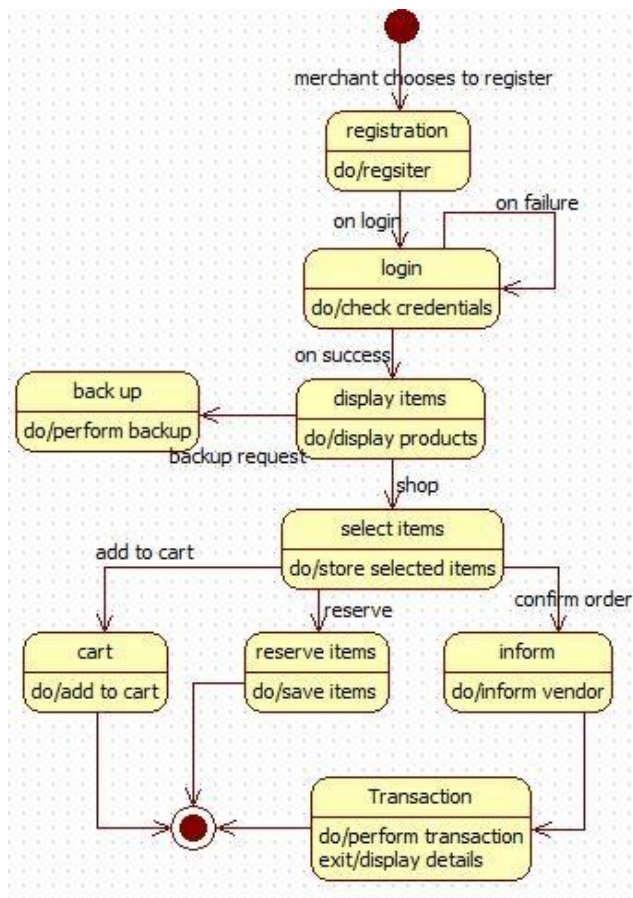 merchant chooses to register
registration
do/regsiter
on login
on failure
login
do/check credentials
on success
back up
do/perform backup
display items
do/display products
backup request
shop
select items
do/store selected items
add to cart
reserve
confirm order
cart
do/add to cart
reserve items
do/save items
inform
do/inform vendor
Transaction
do/perform transaction
exit/display details